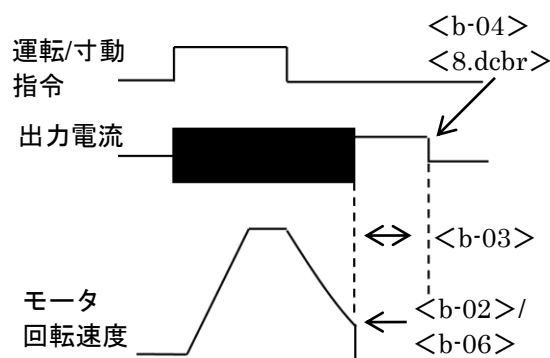 運転/寸動
指令
<b-04>
<8.dcbr>
出力電流
<b-03>
モータ
回転速度
<b-02>/
<b-06>